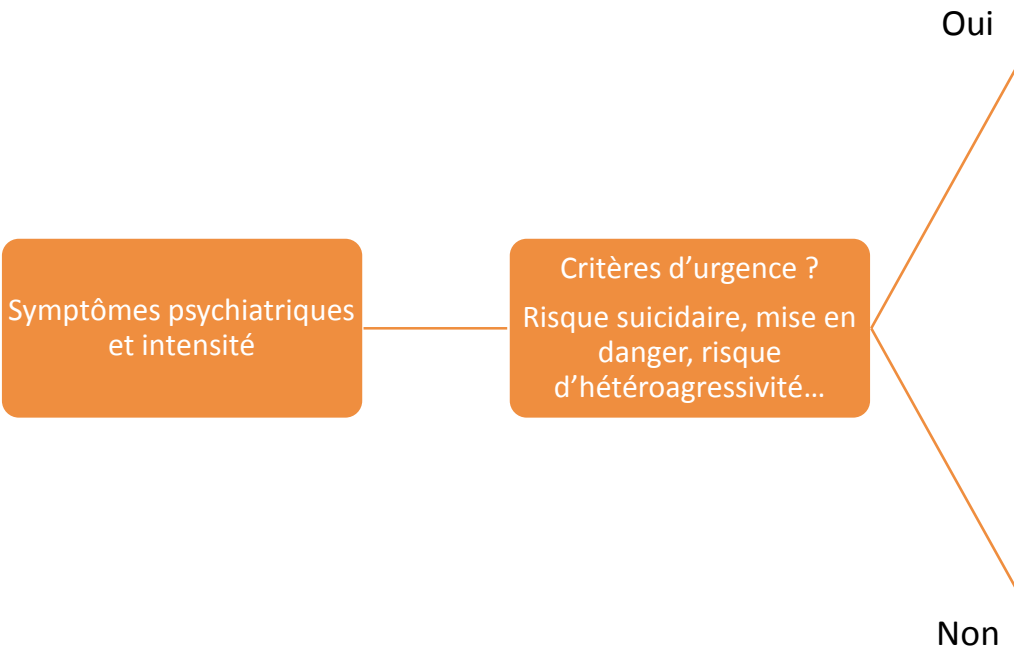 Oui
Symptômes psychiatriques
et intensité
Critères d’urgence ?
Risque suicidaire, mise en
danger, risque
d’hétéroagressivité…
Non